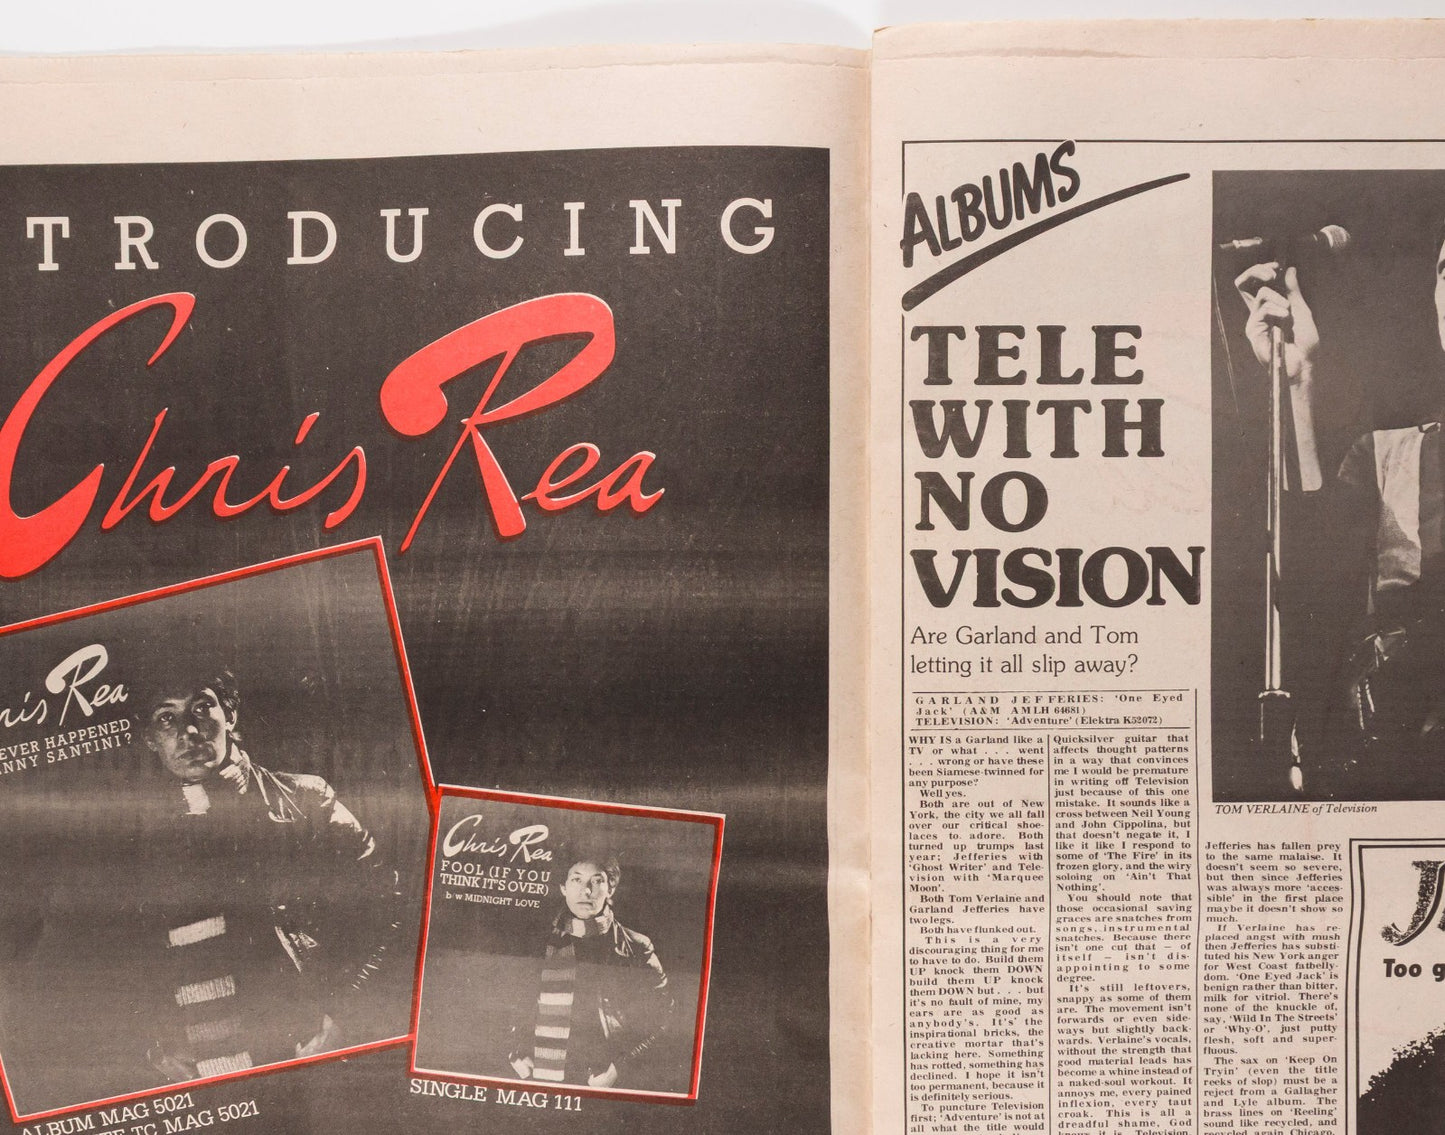 TRODUCING
Chris Rea
ris Rea
EVER HAPPENED
NNY SANTINI?
Chris Rea
FOOL (IF YOU
THINK IT'S OVER)
b/w MIDNIGHT LOVE
ALBUM MAG 5021
TC MAG 5021
SINGLE MAG 111
ALBUMS
TELE
WITH
NO
VISION
Are Garland and Tom
letting it all slip away?
GARLAND JEFFERIES: 'One Eyed
Jack' (A&M AMLH 64681)
TELEVISION: 'Adventure' (Elektra K52072)
WHY IS a Garland like a
TV or what . . . went
. . . wrong or have these
been Siamese-twinned for
any purpose?
Well yes.
Both are out of New
York, the city we all fall
over our critical shoe-
laces to adore. Both
turned up trumps last
year; Jefferies with
'Ghost Writer' and Tele-
vision with 'Marquee
Moon'.
Both Tom Verlaine and
Garland Jefferies have
two legs.
Both have flunked out.
This is a very
discouraging thing for me
to have to do. Build them
UP knock them DOWN
build them UP knock
them DOWN but . . . but
it's no fault of mine, my
ears are as good as
anybody's. It's the
inspirational bricks, the
creative mortar that's
lacking here. Something
has rotted, something has
declined. I hope it isn't
too permanent, because it
is definitely serious.
To puncture Television
first; 'Adventure' is not at
all what the title would
Quicksilver guitar that
affects thought patterns
in a way that convinces
me I would be premature
in writing off Television
just because of this one
mistake. It sounds like a
cross between Neil Young
and John Cippolina, but
that doesn't negate it, I
like it like I respond to
some of 'The Fire' in its
frozen glory, and the wiry
soloing on 'Ain't That
Nothing'.
You should note that
those occasional saving
graces are snatches from
songs, instrumental
snatches. Because there
isn't one cut that — of
itself — isn't dis-
appointing to some
degree.
It's still leftovers,
snappy as some of them
are. The movement isn't
forwards or even side-
ways but slightly back-
wards. Verlaine's vocals,
without the strength that
good material leads has
become a whine instead of
a naked-soul workout. It
annoys me, every pained
inflexion, every taut
croak. This is all a
dreadful shame, God
knows it is. Television,
TOM VERLAINE of Television
Jefferies has fallen prey
to the same malaise. It
doesn't seem so severe,
but then since Jefferies
was always more 'acces-
sible' in the first place
maybe it doesn't show so
much.
If Verlaine has re-
placed angst with mush
then Jefferies has substi-
tuted his New York anger
for West Coast fatbelly-
dom. 'One Eyed Jack' is
benign rather than bitter,
milk for vitriol. There's
none of the knuckle of,
say, 'Wild In The Streets'
or 'Why-O', just putty
flesh, soft and super-
fluous.
The sax on 'Keep On
Tryin' (even the title
reeks of slop) must be a
reject from a Gallagher
and Lyle album. The
brass lines on 'Reeling'
sound like recycled, and
recycled again Chicago,
Too g